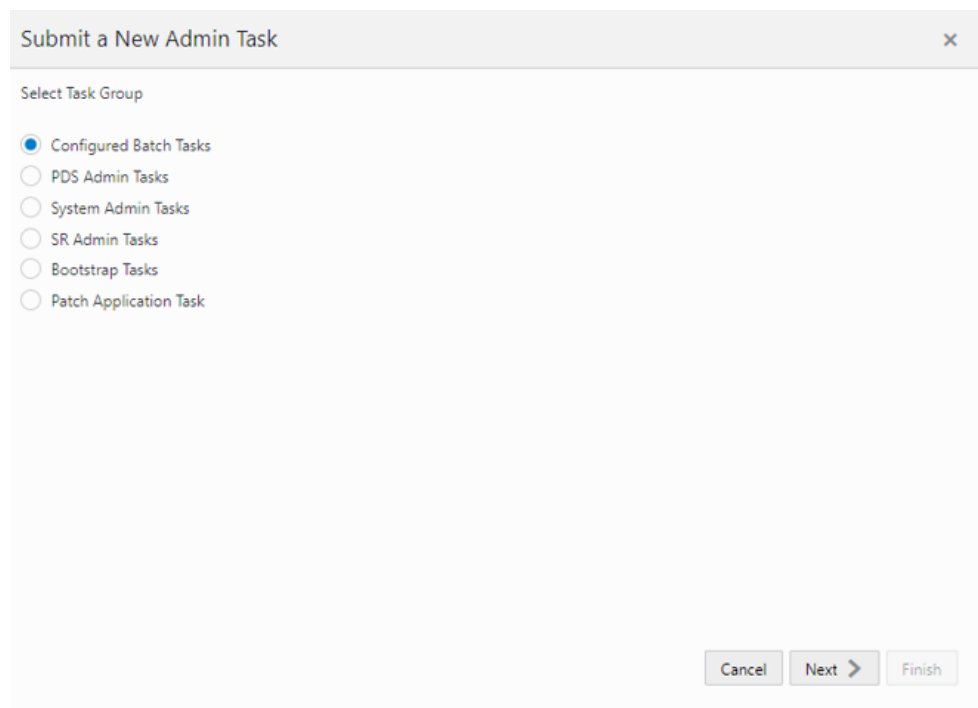 Submit a New Admin Task
Select Task Group
Configured Batch Tasks
PDS Admin Tasks
System Admin Tasks
SR Admin Tasks
Bootstrap Tasks
Patch Application Task
Cancel Next Finish